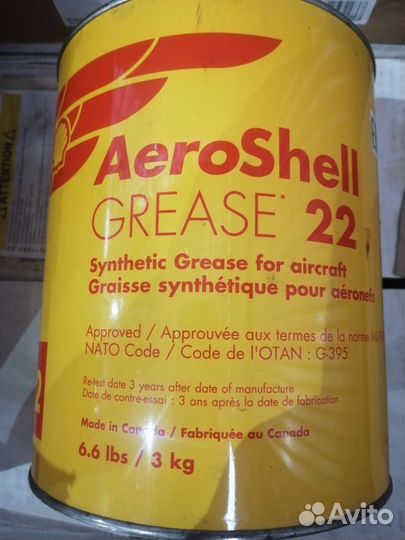 AeroShell
GREASE* 22
Synthetic Grease for aircraft
Graisse synthétique pour aéronefs
Approved / Approuvée aux termes de la norme
NATO Code / Code de l'OTAN : G-395
Re-test date 3 years after date of manufacture
Date de contre-essai : 3 ans après la date de fabrication
Made in Canada / Fabriquée au Canada
6.6 lbs / 3 kg
ATTENTION
2
Avito